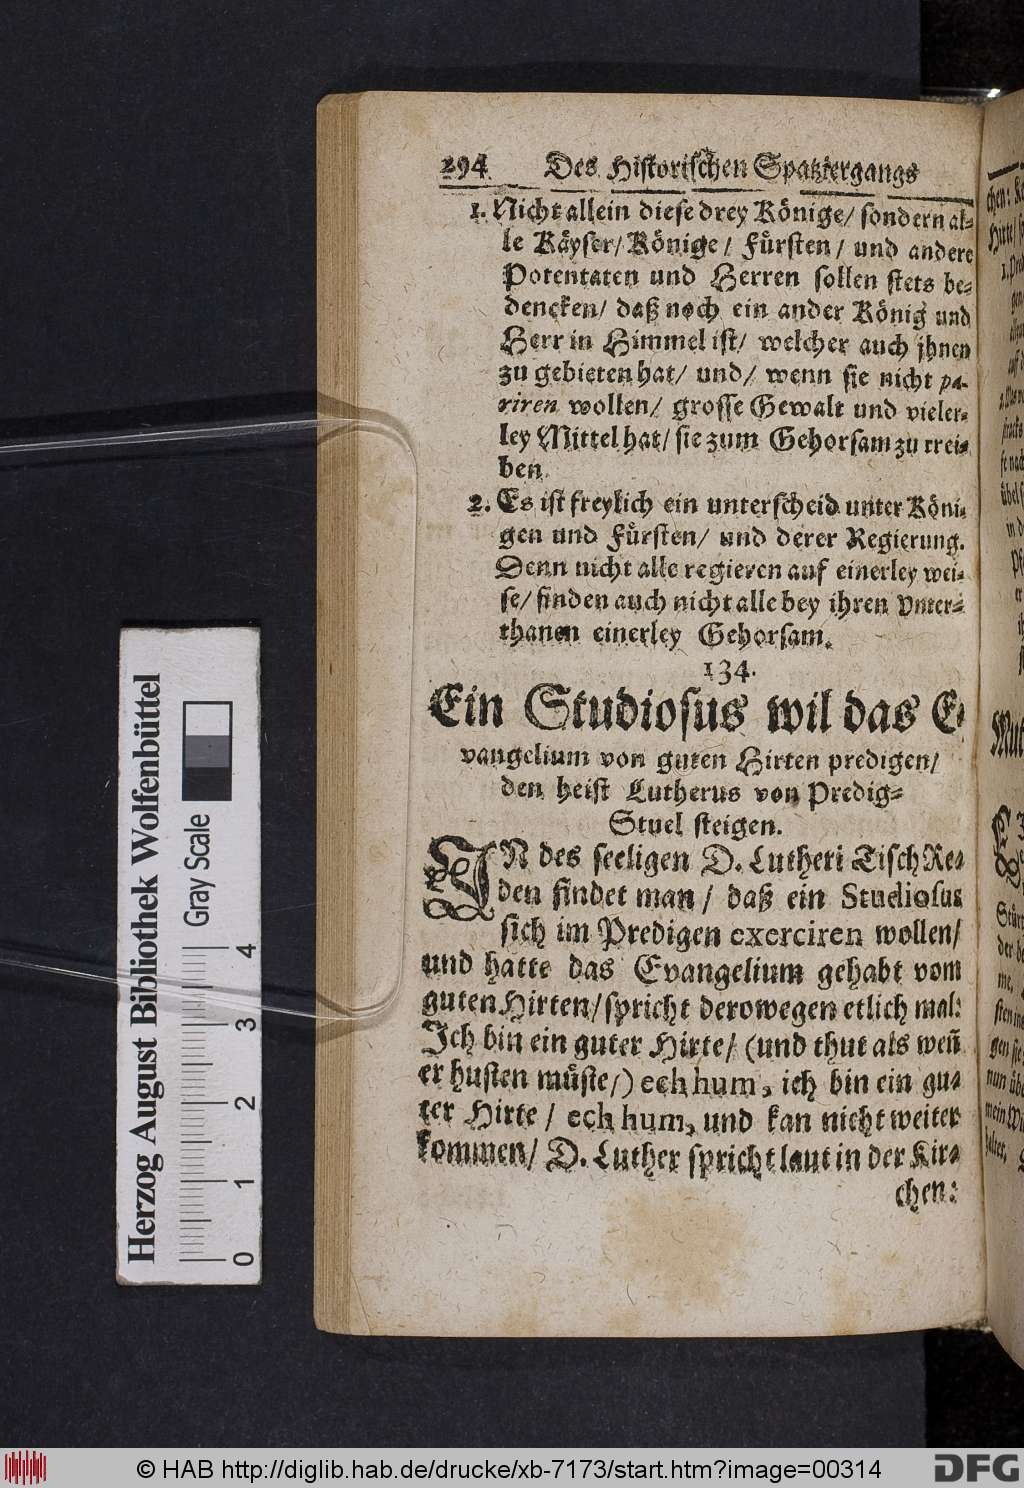 294 Des Historischen Spatziergangs
1. Nicht allein diese drey Könige/ sondern al-
le Käyser/ Könige/ Fürsten/ und andere
Potentaten und Herren sollen stets be-
dencken/ daß noch ein ander König und
Herr in Himmel ist/ welcher auch jhnen
zu gebieten hat/ und/ wenn sie nicht pa-
riren wollen/ grosse Gewalt und vieler-
ley Mittel hat/ sie zum Gehorsam zu trei-
ben.
2. Es ist freylich ein unterscheid unter Köni-
gen und Fürsten/ und derer Regierung.
Denn nicht alle regieren auf einerley wei-
se/ finden auch nicht alle bey ihren Vnter-
thanen einerley Gehorsam.
134.
Ein Studiosus wil das E-
vangelium von guten Hirten predigen/
den heist Lutherus von Predig-
Stuel steigen.
IN des seeligen D. Lutheri Tisch Re-
den findet man/ daß ein Studiosus
sich im Predigen exerciren wollen/
und hatte das Evangelium gehabt vom
guten Hirten/ spricht derowegen etlich mal:
Ich bin ein guter Hirte/ (und thut als weñ
er husten müste/) ech hum, ich bin ein gu-
ter Hirte/ ech hum, und kan nicht weiter
kommen/ D. Luther spricht laut in der Kir-
chen:
Herzog August Bibliothek Wolfenbüttel
Gray Scale
0 1 2 3 4
© HAB http://diglib.hab.de/drucke/xb-7173/start.htm?image=00314
DFG